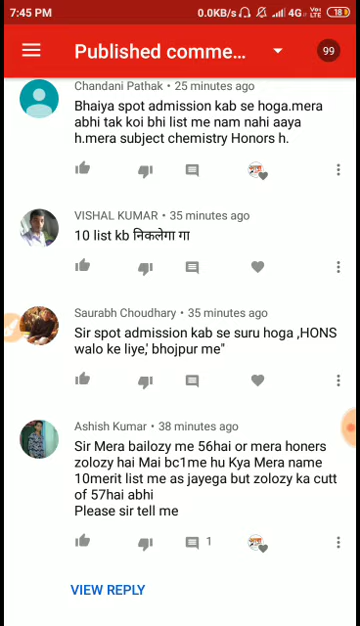 7:45 PM 0.0KB/s 4G VoLTE 18
Published comme... 99
Chandani Pathak • 25 minutes ago
Bhaiya spot admission kab se hoga.mera
abhi tak koi bhi list me nam nahi aaya
h.mera subject chemistry Honors h.
VISHAL KUMAR • 35 minutes ago
10 list kb निकलेगा गा
Saurabh Choudhary • 35 minutes ago
Sir spot admission kab se suru hoga ,HONS
walo ke liye,' bhojpur me"
Ashish Kumar • 38 minutes ago
Sir Mera bailozy me 56hai or mera honers
zolozy hai Mai bc1me hu Kya Mera name
10merit list me as jayega but zolozy ka cutt
of 57hai abhi
Please sir tell me
1
VIEW REPLY